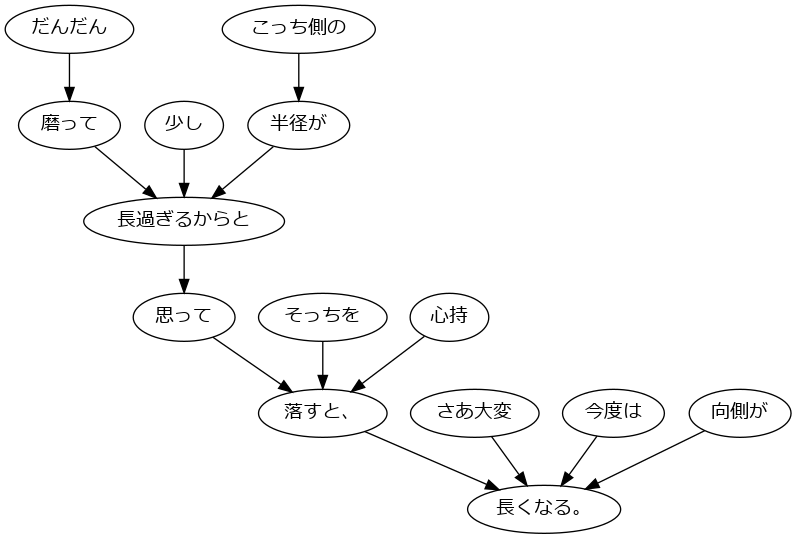 だんだん
こっち側の
磨って
少し
半径が
長過ぎるからと
思って
そっちを
心持
落すと、
さあ大変
今度は
向側が
長くなる。